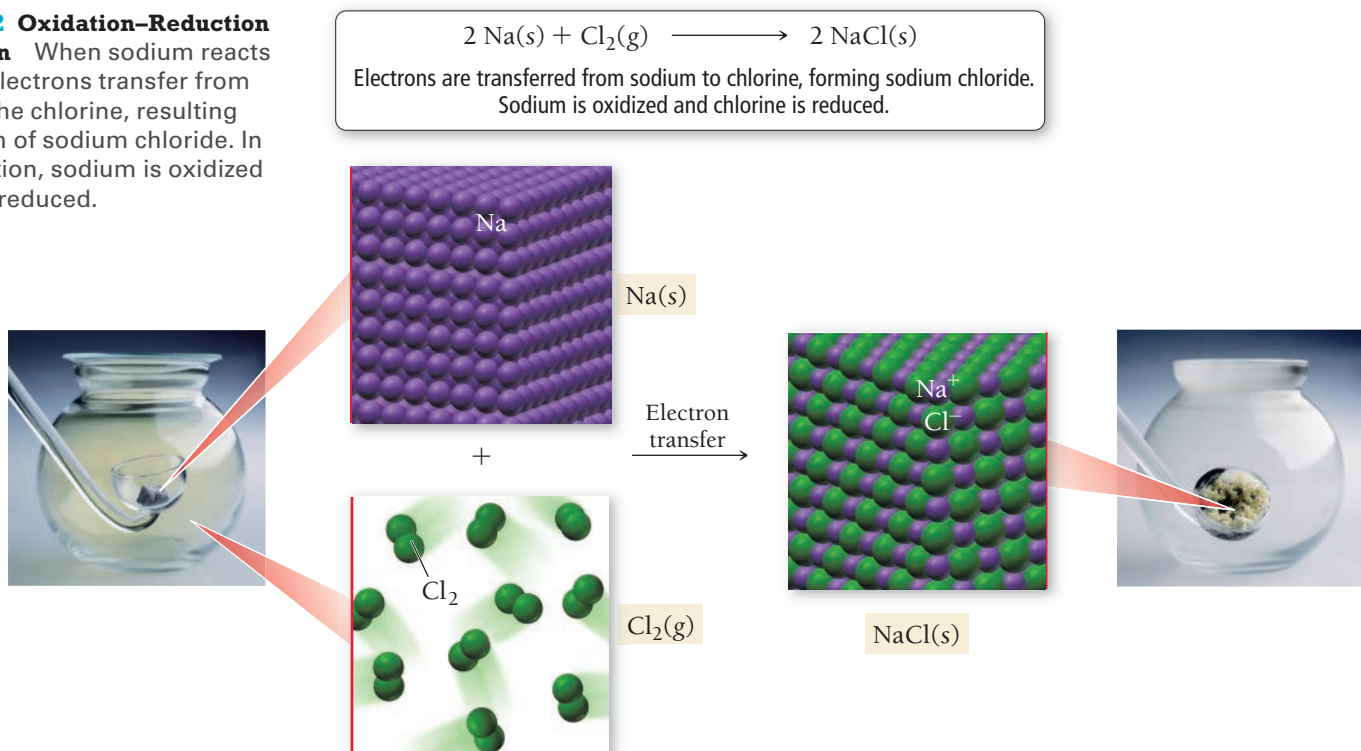 2 Oxidation–Reduction
n When sodium reacts
lectrons transfer from
he chlorine, resulting
n of sodium chloride. In
tion, sodium is oxidized
reduced.
2 Na(s) + Cl₂(g) ⟶ 2 NaCl(s)
Electrons are transferred from sodium to chlorine, forming sodium chloride.
Sodium is oxidized and chlorine is reduced.
Na
Na(s)
+
Cl₂
Cl₂(g)
Electron
transfer
Na⁺
Cl⁻
NaCl(s)